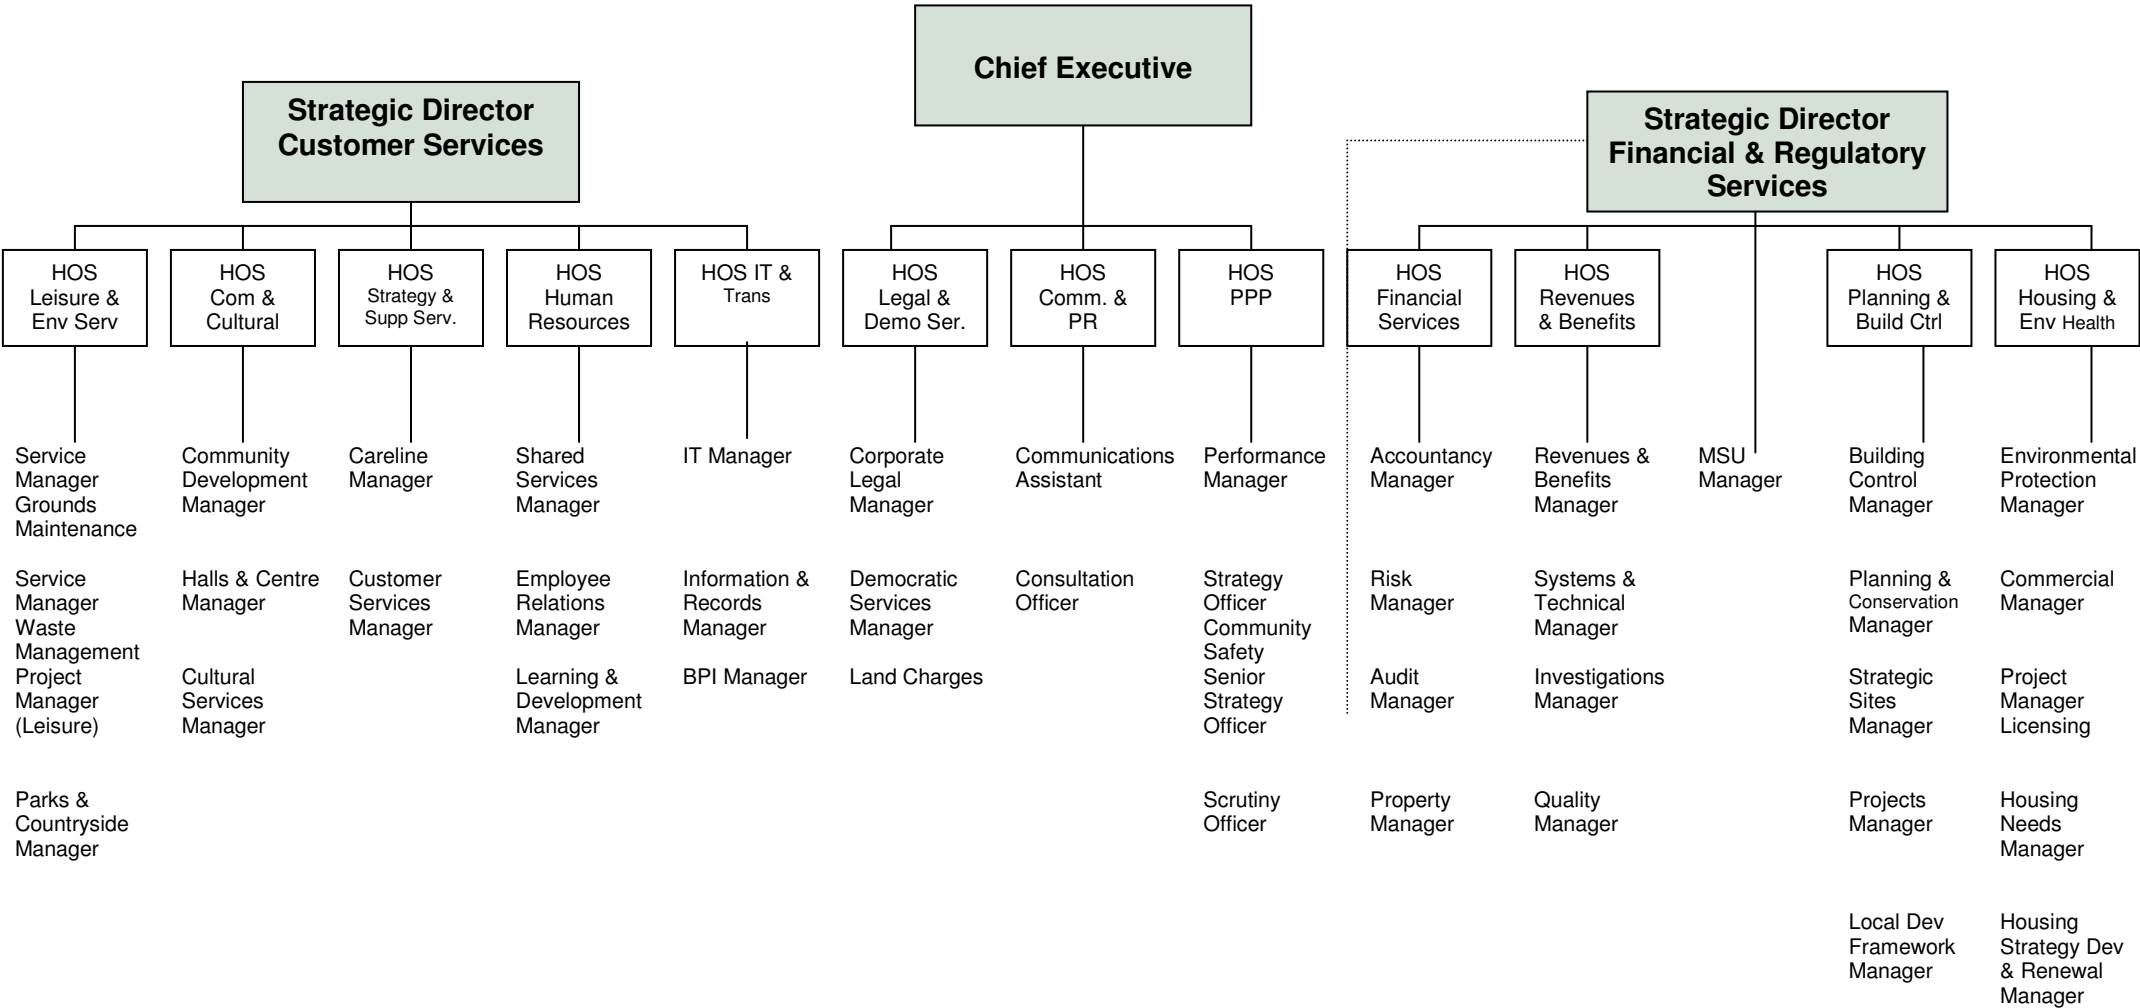 Chief Executive
Strategic Director
Customer Services
Strategic Director
Financial & Regulatory
Services
HOS
Leisure &
Env Serv
HOS
Com &
Cultural
HOS
Strategy &
Supp Serv.
HOS
Human
Resources
HOS IT &
Trans
HOS
Legal &
Demo Ser.
HOS
Comm. &
PR
HOS
PPP
HOS
Financial
Services
HOS
Revenues
& Benefits
HOS
Planning &
Build Ctrl
HOS
Housing &
Env Health
Service
Manager
Grounds
Maintenance
Community
Development
Manager
Careline
Manager
Shared
Services
Manager
IT Manager
Corporate
Legal
Manager
Communications
Assistant
Performance
Manager
Accountancy
Manager
Revenues &
Benefits
Manager
MSU
Manager
Building
Control
Manager
Environmental
Protection
Manager
Service
Manager
Waste
Management
Halls & Centre
Manager
Customer
Services
Manager
Employee
Relations
Manager
Information &
Records
Manager
Democratic
Services
Manager
Consultation
Officer
Strategy
Officer
Community
Safety
Risk
Manager
Systems &
Technical
Manager
Planning &
Conservation
Manager
Commercial
Manager
Project
Manager
(Leisure)
Cultural
Services
Manager
Learning &
Development
Manager
BPI Manager
Land Charges
Senior
Strategy
Officer
Audit
Manager
Investigations
Manager
Strategic
Sites
Manager
Project
Manager
Licensing
Parks &
Countryside
Manager
Scrutiny
Officer
Property
Manager
Quality
Manager
Projects
Manager
Housing
Needs
Manager
Local Dev
Framework
Manager
Housing
Strategy Dev
& Renewal
Manager